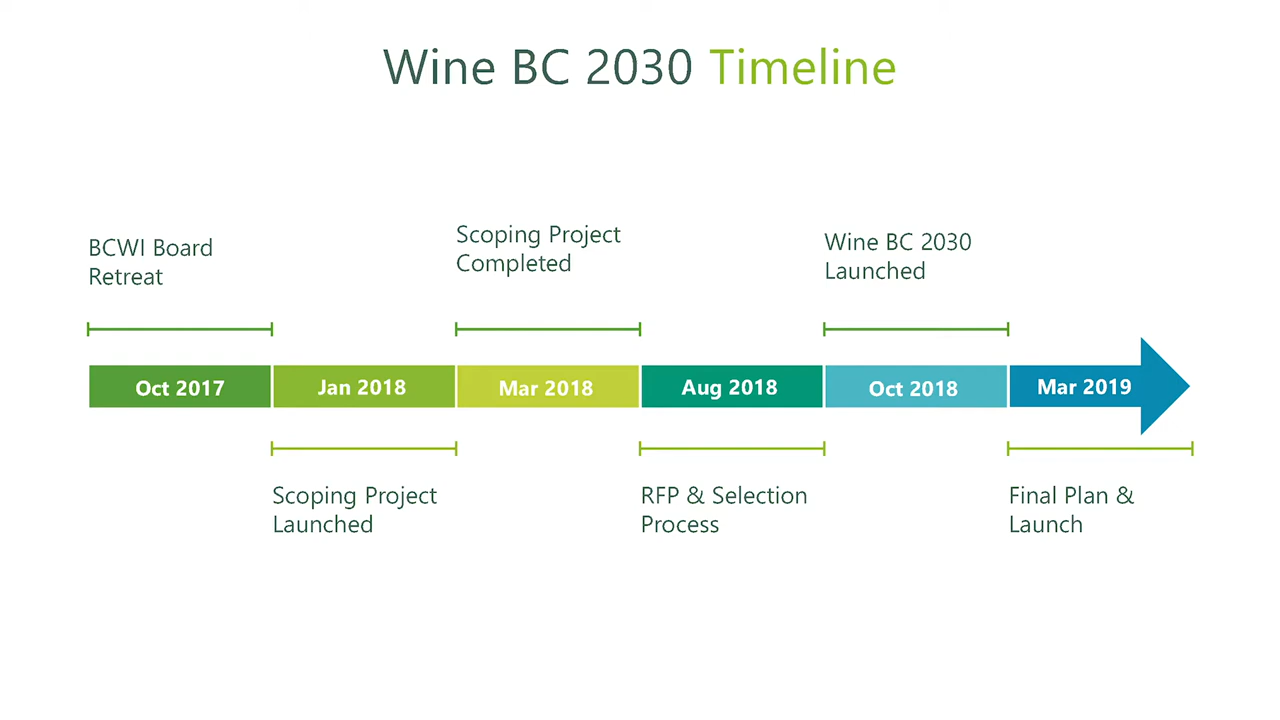 Wine BC 2030 Timeline
BCWI Board
Retreat
Scoping Project
Completed
Wine BC 2030
Launched
Oct 2017
Jan 2018
Mar 2018
Aug 2018
Oct 2018
Mar 2019
Scoping Project
Launched
RFP & Selection
Process
Final Plan &
Launch